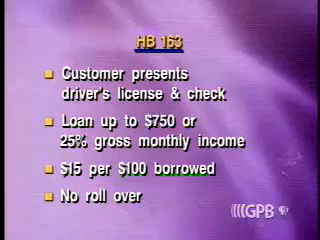 HB 163
Customer presents
driver's license & check
Loan up to $750 or
25% gross monthly income
$15 per $100 borrowed
No roll over
GPB